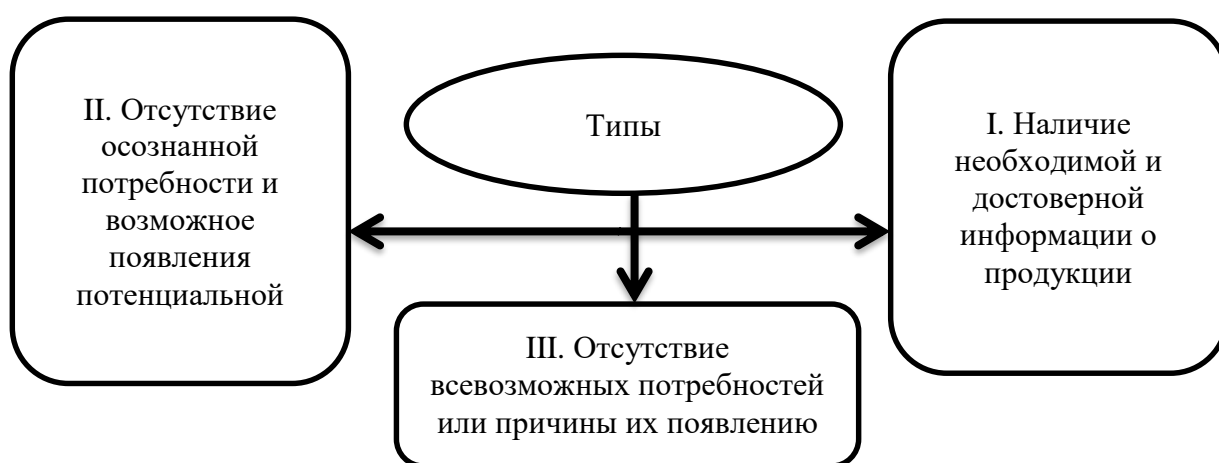 Типы
II. Отсутствие
осознанной
потребности и
возможное
появления
потенциальной
I. Наличие
необходимой и
достоверной
информации о
продукции
III. Отсутствие
всевозможных потребностей
или причины их появлению